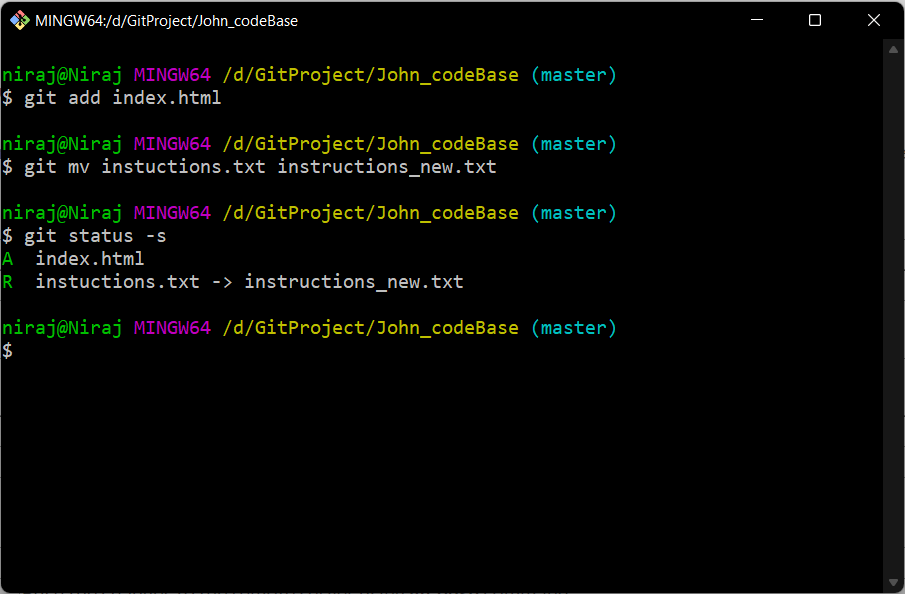 MINGW64:/d/GitProject/John_codeBase
niraj@Niraj MINGW64 /d/GitProject/John_codeBase (master)
$ git add index.html
niraj@Niraj MINGW64 /d/GitProject/John_codeBase (master)
$ git mv instuctions.txt instructions_new.txt
niraj@Niraj MINGW64 /d/GitProject/John_codeBase (master)
$ git status -s
A  index.html
R  instuctions.txt -> instructions_new.txt
niraj@Niraj MINGW64 /d/GitProject/John_codeBase (master)
$